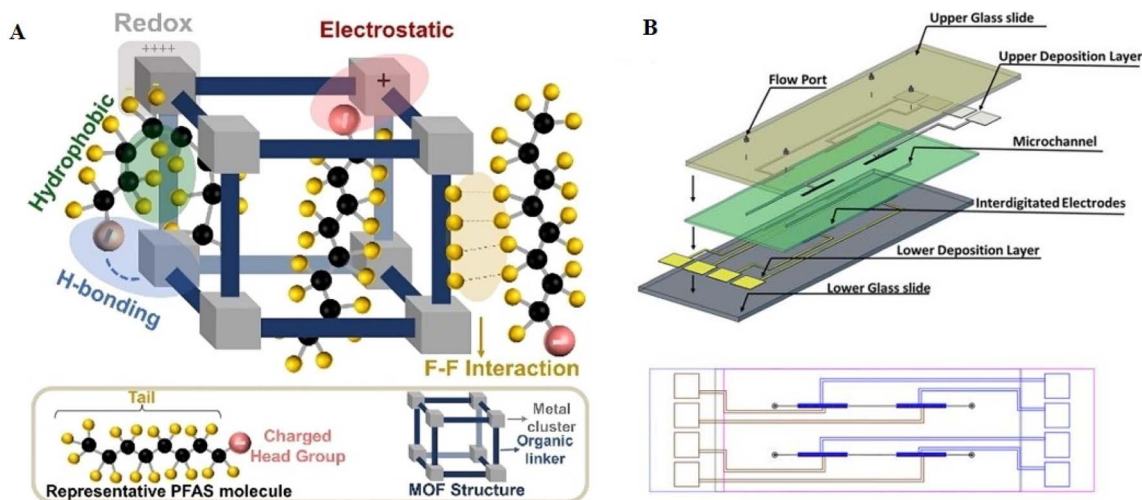 A
Redox
++++
Electrostatic
+
Hydrophobic
H-bonding
F-F Interaction
Tail
Charged
Head Group
Representative PFAS molecule
Metal
cluster
Organic
linker
MOF Structure
B
Upper Glass slide
Upper Deposition Layer
Flow Port
Microchannel
Interdigitated Electrodes
Lower Deposition Layer
Lower Glass slide